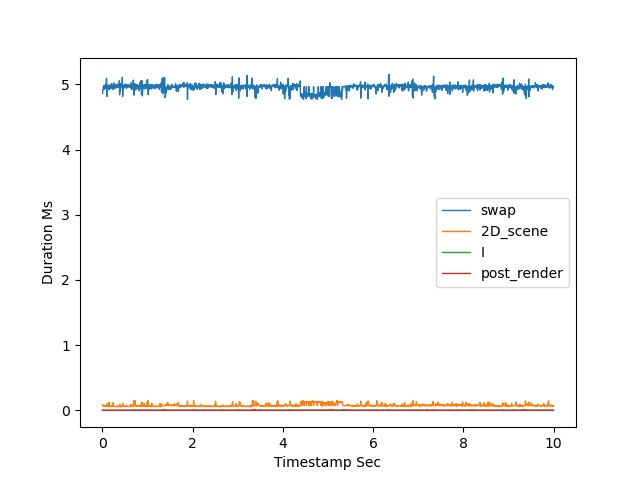 5
4
3
2
1
0
Duration Ms
swap
2D_scene
I
post_render
0 2 4 6 8 10
Timestamp Sec